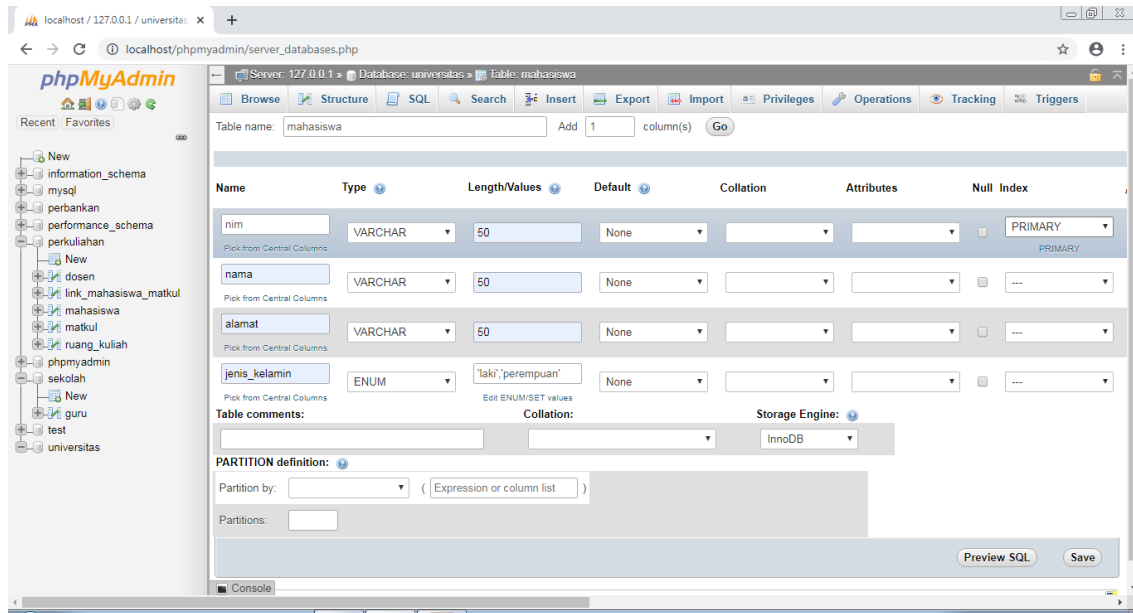 localhost / 127.0.0.1 / universitas
localhost/phpmyadmin/server_databases.php
phpMyAdmin
Recent Favorites
New
information_schema
mysql
perbankan
performance_schema
perkuliahan
New
dosen
link_mahasiswa_matkul
mahasiswa
matkul
ruang_kuliah
phpmyadmin
sekolah
New
guru
test
universitas
Server: 127.0.0.1 » Database: universitas » Table: mahasiswa
Browse Structure SQL Search Insert Export Import Privileges Operations Tracking Triggers
Table name: mahasiswa Add 1 column(s) Go
Name Type Length/Values Default Collation Attributes Null Index
nim VARCHAR 50 None PRIMARY
Pick from Central Columns PRIMARY
nama VARCHAR 50 None ---
Pick from Central Columns
alamat VARCHAR 50 None ---
Pick from Central Columns
jenis_kelamin ENUM 'laki','perempuan' None ---
Pick from Central Columns Edit ENUM/SET values
Table comments: Collation: Storage Engine:
InnoDB
PARTITION definition:
Partition by: ( Expression or column list )
Partitions:
Preview SQL Save
Console